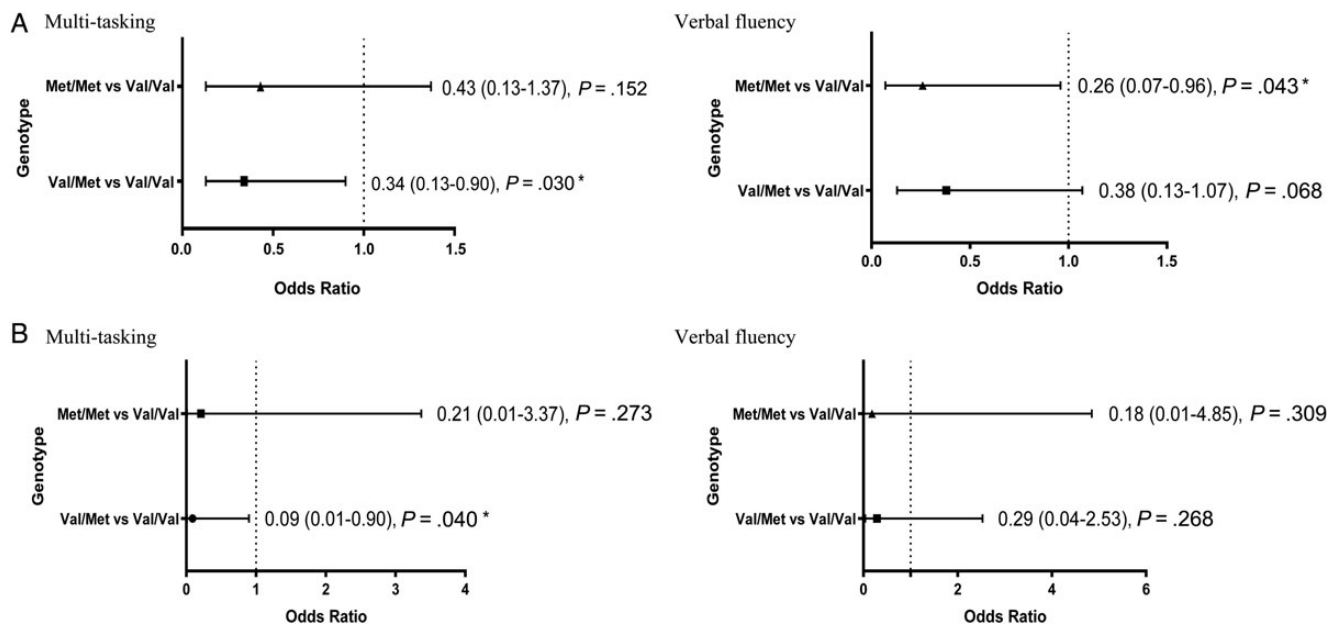 A Multi-tasking
Genotype
Met/Met vs Val/Val
0.43 (0.13-1.37), P = .152
Val/Met vs Val/Val
0.34 (0.13-0.90), P = .030 *
0.0 0.5 1.0 1.5
Odds Ratio
Verbal fluency
Genotype
Met/Met vs Val/Val
0.26 (0.07-0.96), P = .043 *
Val/Met vs Val/Val
0.38 (0.13-1.07), P = .068
0.0 0.5 1.0 1.5
Odds Ratio
B Multi-tasking
Genotype
Met/Met vs Val/Val
0.21 (0.01-3.37), P = .273
Val/Met vs Val/Val
0.09 (0.01-0.90), P = .040 *
0 1 2 3 4
Odds Ratio
Verbal fluency
Genotype
Met/Met vs Val/Val
0.18 (0.01-4.85), P = .309
Val/Met vs Val/Val
0.29 (0.04-2.53), P = .268
0 2 4 6
Odds Ratio